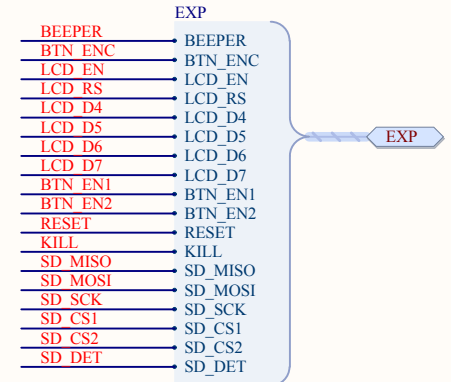 EXP
BEEPER BEEPER
BTN_ENC BTN_ENC
LCD_EN LCD_EN
LCD_RS LCD_RS
LCD_D4 LCD_D4
LCD_D5 LCD_D5 EXP
LCD_D6 LCD_D6
LCD_D7 LCD_D7
BTN_EN1 BTN_EN1
BTN_EN2 BTN_EN2
RESET RESET
KILL KILL
SD_MISO SD_MISO
SD_MOSI SD_MOSI
SD_SCK SD_SCK
SD_CS1 SD_CS1
SD_CS2 SD_CS2
SD_DET SD_DET